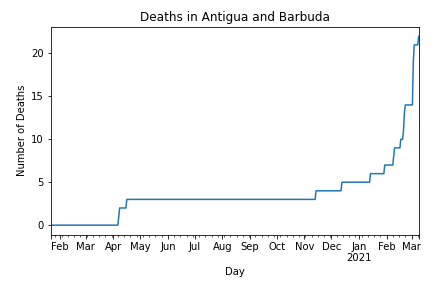 Deaths in Antigua and Barbuda
Number of Deaths
20
15
10
5
0
Feb Mar Apr May Jun Jul Aug Sep Oct Nov Dec Jan Feb Mar
2021
Day